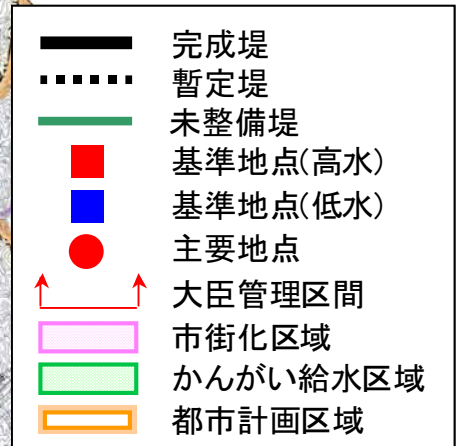 完成堤
暫定堤
未整備堤
基準地点(高水)
基準地点(低水)
主要地点
大臣管理区間
市街化区域
かんがい給水区域
都市計画区域